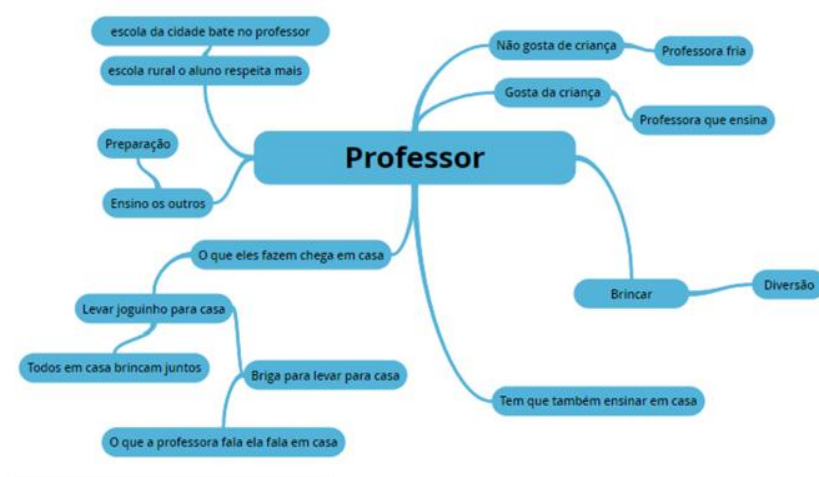 escola da cidade bate no professor
escola rural o aluno respeita mais
Não gosta de criança
Professora fria
Gosta da criança
Professora que ensina
Preparação
Professor
Ensino os outros
O que eles fazem chega em casa
Brincar
Diversão
Levar joguinho para casa
Todos em casa brincam juntos
Briga para levar para casa
Tem que também ensinar em casa
O que a professora fala ela fala em casa